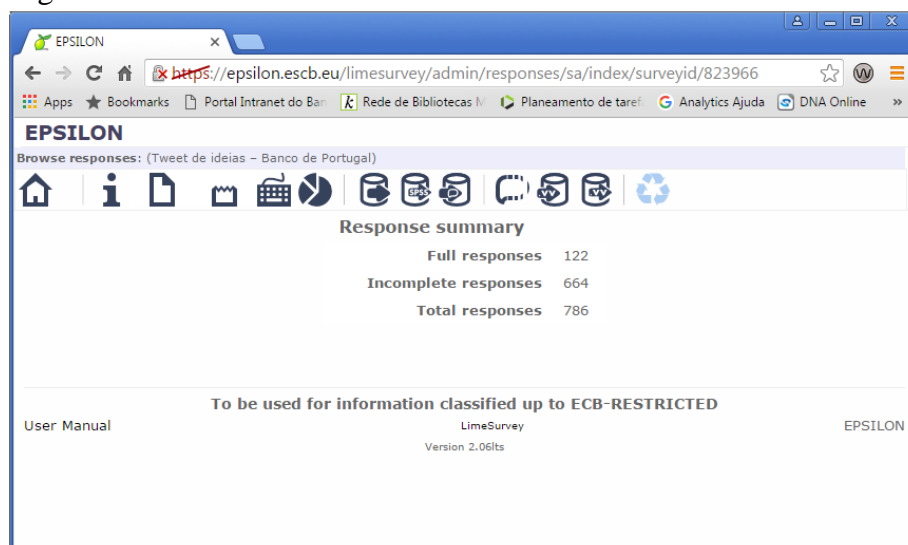 EPSILON
https://epsilon.escb.eu/limesurvey/admin/responses/sa/index/surveyid/823966
Apps Bookmarks Portal Intranet do Ban Rede de Bibliotecas M Planeamento de taref Analytics Ajuda DNA Online »
EPSILON
Browse responses: (Tweet de ideias – Banco de Portugal)
SPSS VV VV
Response summary
Full responses 122
Incomplete responses 664
Total responses 786
To be used for information classified up to ECB-RESTRICTED
User Manual LimeSurvey EPSILON
Version 2.06lts